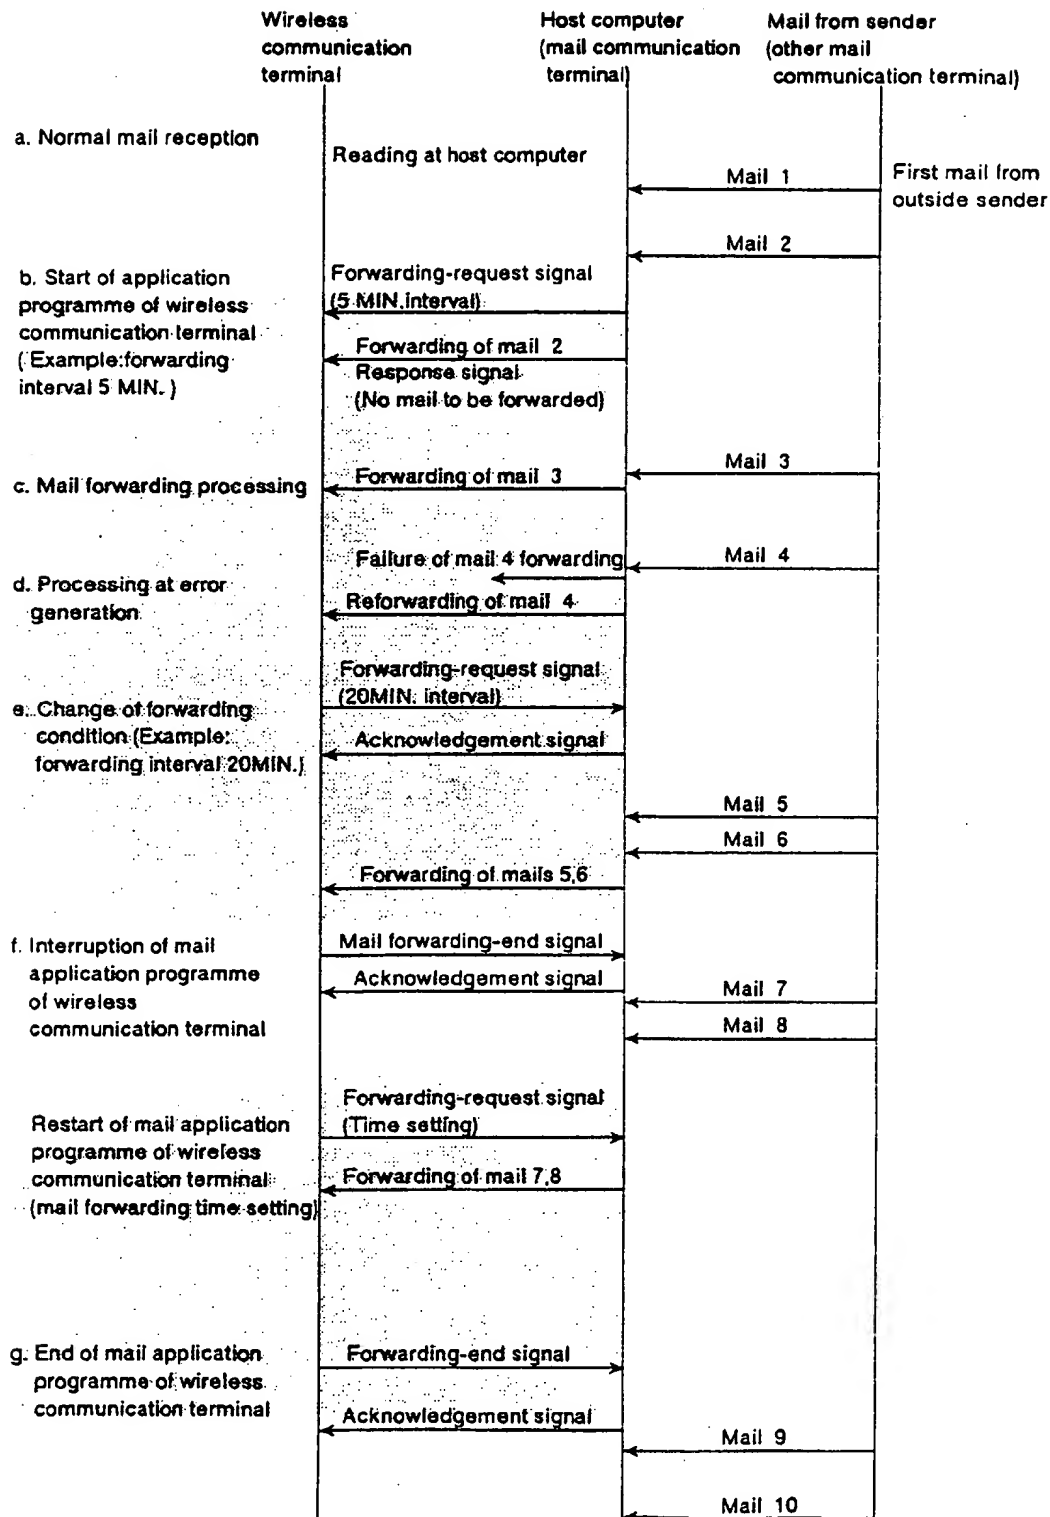 Wireless
communication
terminal
Host computer
(mail communication
terminal)
Mail from sender
(other mail
communication terminal)
a. Normal mail reception
Reading at host computer
Mail 1
First mail from
outside sender
Mail 2
b. Start of application
programme of wireless
communication terminal
(Example:forwarding
interval 5 MIN.)
Forwarding-request signal
(5 MIN.interval)
Forwarding of mail 2
Response signal
(No mail to be forwarded)
Mail 3
c. Mail forwarding processing
Forwarding of mail 3
Failure of mail 4 forwarding
Mail 4
d. Processing at error
generation
Reforwarding of mail 4
Forwarding-request signal
(20MIN. interval)
e. Change of forwarding
condition (Example:
forwarding interval 20MIN.)
Acknowledgement signal
Mail 5
Mail 6
Forwarding of mails 5,6
f. Interruption of mail
application programme
of wireless
communication terminal
Mail forwarding-end signal
Acknowledgement signal
Mail 7
Mail 8
Restart of mail application
programme of wireless
communication terminal
(mail forwarding time setting)
Forwarding-request signal
(Time setting)
Forwarding of mail 7,8
g. End of mail application
programme of wireless
communication terminal
Forwarding-end signal
Acknowledgement signal
Mail 9
Mail 10